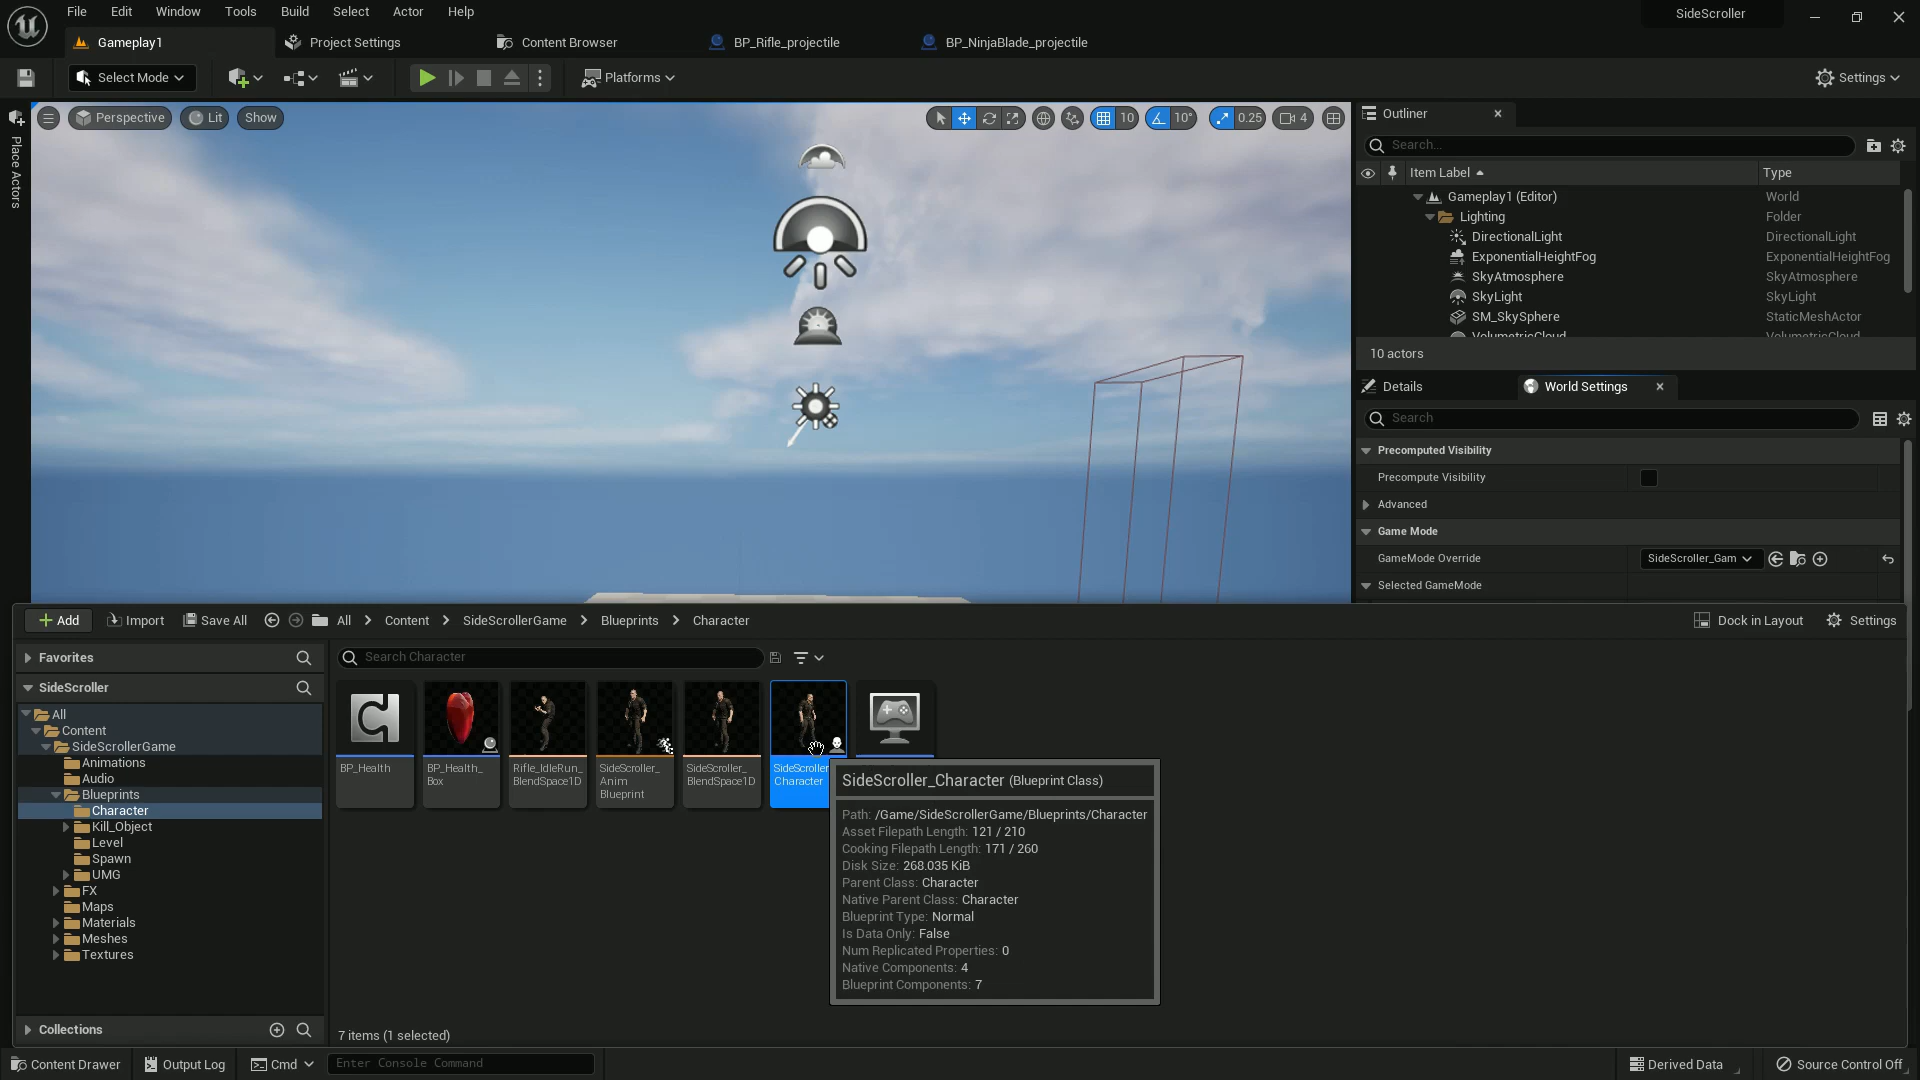 File Edit Window Tools Build Select Actor Help
SideScroller
Gameplay1 Project Settings Content Browser BP_Rifle_projectile BP_NinjaBlade_projectile
Select Mode Platforms Settings
Place Actors
Perspective Lit Show 10 10° 0.25 4
Outliner
Search...
Item Label Type
Gameplay1 (Editor) World
Lighting Folder
DirectionalLight DirectionalLight
ExponentialHeightFog ExponentialHeightFog
SkyAtmosphere SkyAtmosphere
SkyLight SkyLight
SM_SkySphere StaticMeshActor
VolumetricCloud VolumetricCloud
10 actors
Details World Settings
Search
Precomputed Visibility
Precompute Visibility
Advanced
Game Mode
GameMode Override SideScroller_Gam
Selected GameMode
Add Import Save All All Content SideScrollerGame Blueprints Character Dock in Layout Settings
Favorites
SideScroller
All
Content
SideScrollerGame
Animations
Audio
Blueprints
Character
Kill_Object
Level
Spawn
UMG
FX
Maps
Materials
Meshes
Textures
Collections
Search Character
BP_Health
BP_Health_
Box
Rifle_IdleRun_
BlendSpace1D
SideScroller_
Anim
Blueprint
SideScroller_
BlendSpace1D
SideScroller
Character
SideScroller_Character (Blueprint Class)
Path: /Game/SideScrollerGame/Blueprints/Character
Asset Filepath Length: 121 / 210
Cooking Filepath Length: 171 / 260
Disk Size: 268.035 KiB
Parent Class: Character
Native Parent Class: Character
Blueprint Type: Normal
Is Data Only: False
Num Replicated Properties: 0
Native Components: 4
Blueprint Components: 7
7 items (1 selected)
Content Drawer Output Log Cmd Enter Console Command Derived Data Source Control Off